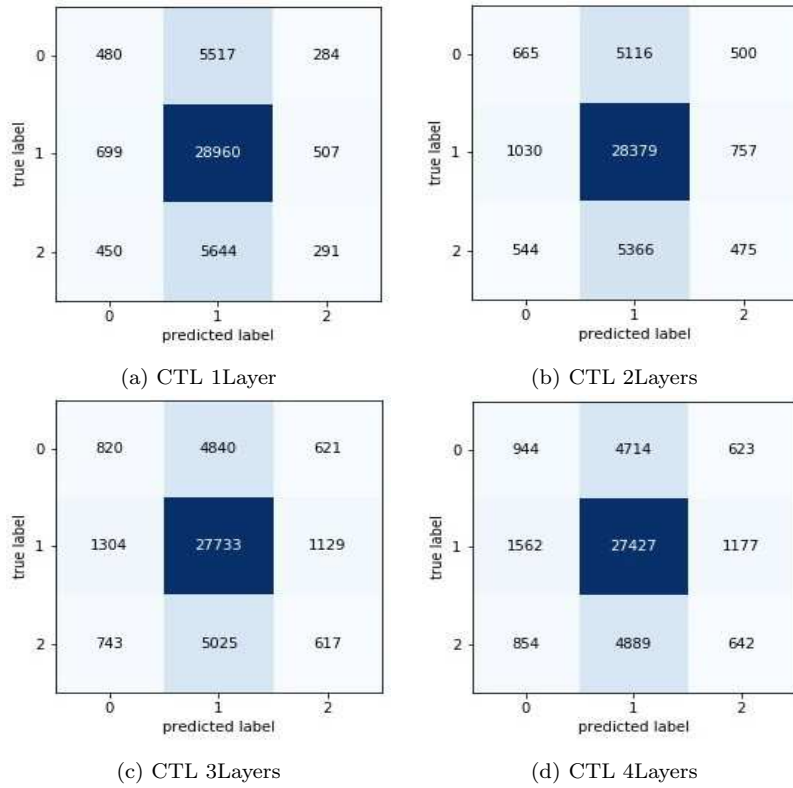 0 480 5517 284
1 699 28960 507
2 450 5644 291
0 1 2
true label
predicted label
(a) CTL 1Layer
0 665 5116 500
1 1030 28379 757
2 544 5366 475
0 1 2
true label
predicted label
(b) CTL 2Layers
0 820 4840 621
1 1304 27733 1129
2 743 5025 617
0 1 2
true label
predicted label
(c) CTL 3Layers
0 944 4714 623
1 1562 27427 1177
2 854 4889 642
0 1 2
true label
predicted label
(d) CTL 4Layers